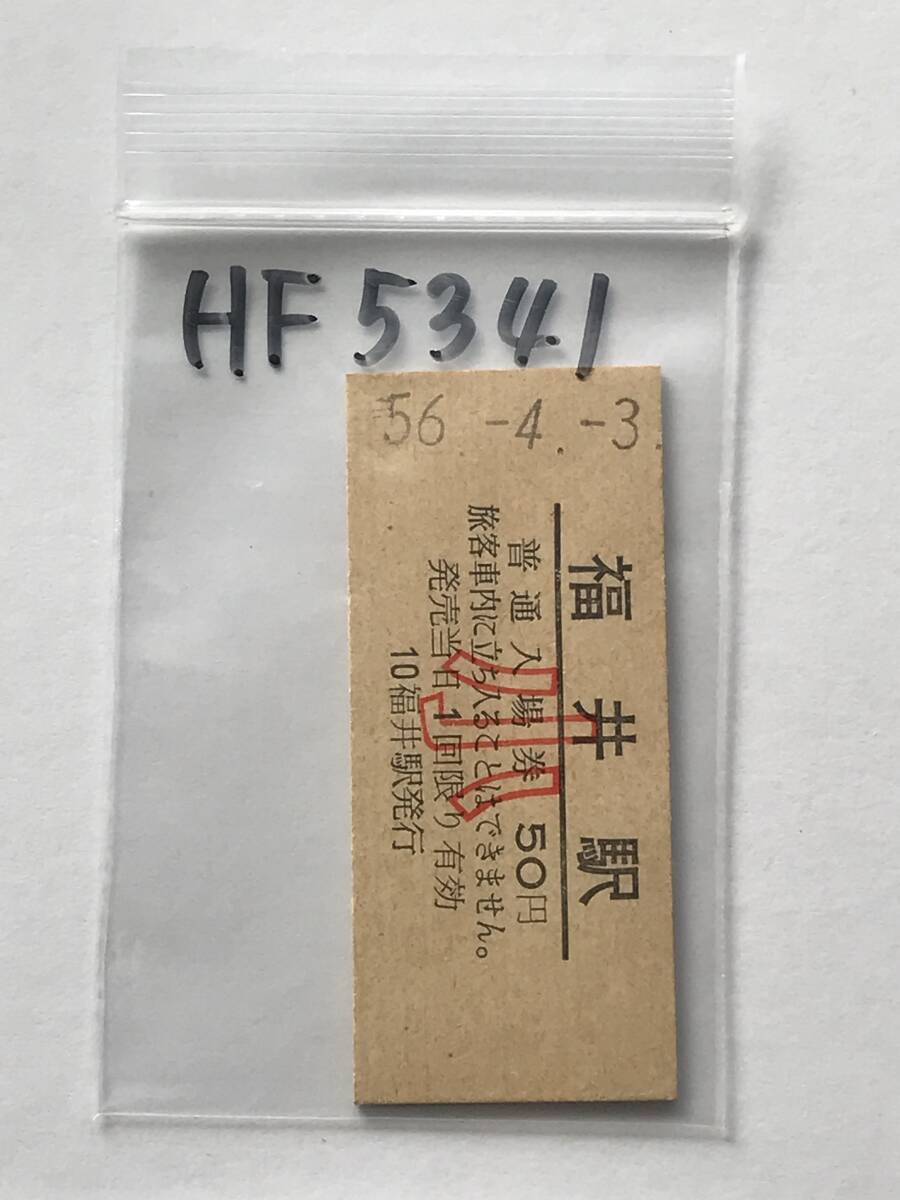 HF5341
56.-4.-3
福井駅
普通入場券 50円
旅客車内に立ち入ることはできません。
発売当日1回限り有効
10福井駅発行
小